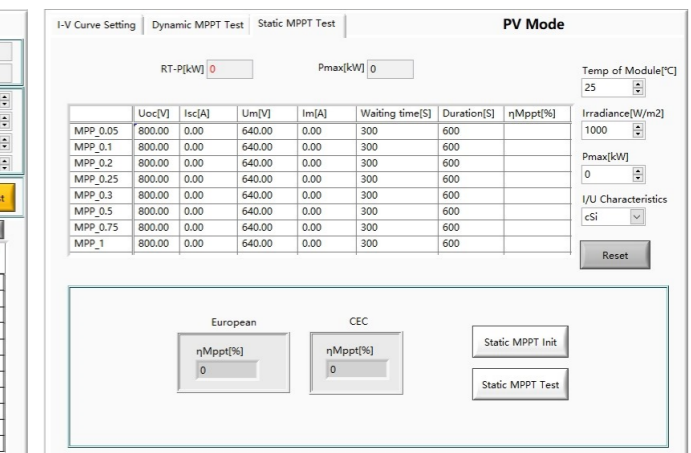 I-V Curve Setting Dynamic MPPT Test Static MPPT Test PV Mode
RT-P[kW] 0 Pmax[kW] 0
Temp of Module[℃]
25
Uoc[V] Isc[A] Um[V] Im[A] Waiting time[S] Duration[S] ηMppt[%]
MPP_0.05 800.00 0.00 640.00 0.00 300 600
MPP_0.1 800.00 0.00 640.00 0.00 300 600
MPP_0.2 800.00 0.00 640.00 0.00 300 600
MPP_0.25 800.00 0.00 640.00 0.00 300 600
MPP_0.3 800.00 0.00 640.00 0.00 300 600
MPP_0.5 800.00 0.00 640.00 0.00 300 600
MPP_0.75 800.00 0.00 640.00 0.00 300 600
MPP_1 800.00 0.00 640.00 0.00 300 600
Irradiance[W/m2]
1000
Pmax[kW]
0
I/U Characteristics
cSi
Reset
European
ηMppt[%]
0
CEC
ηMppt[%]
0
Static MPPT Init
Static MPPT Test